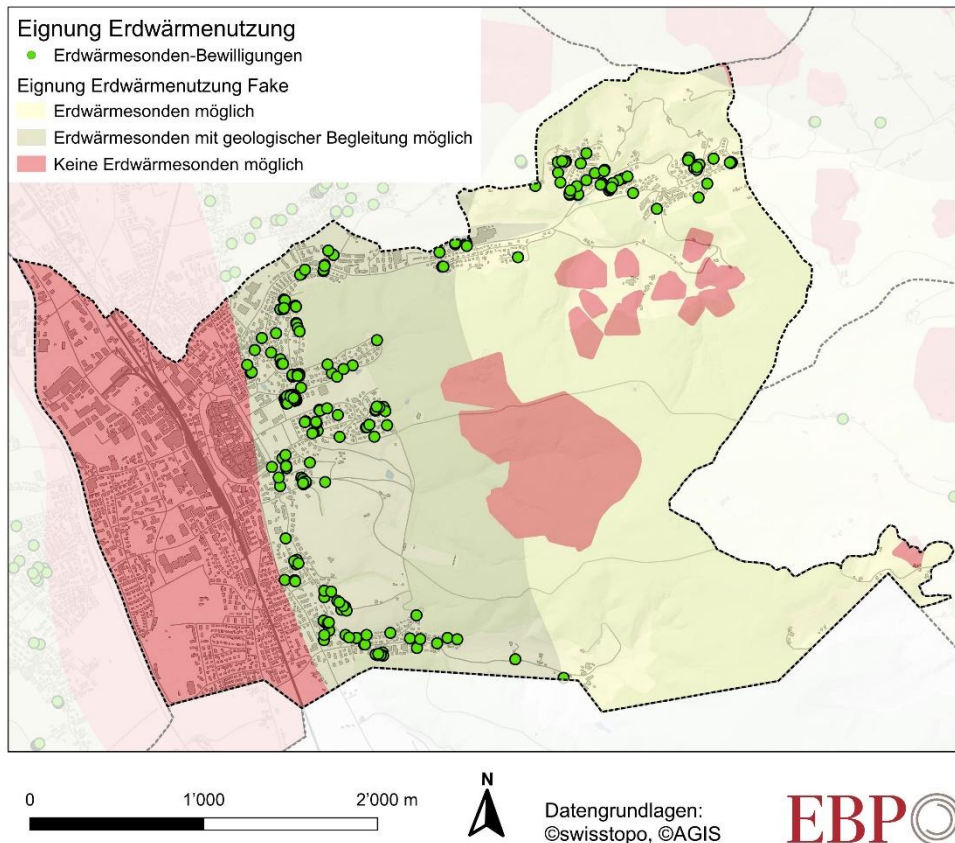 Eignung Erdwärmenutzung
Erdwärmesonden-Bewilligungen
Eignung Erdwärmenutzung Fake
Erdwärmesonden möglich
Erdwärmesonden mit geologischer Begleitung möglich
Keine Erdwärmesonden möglich
0 1'000 2'000 m
N
Datengrundlagen:
©swisstopo, ©AGIS
EBP